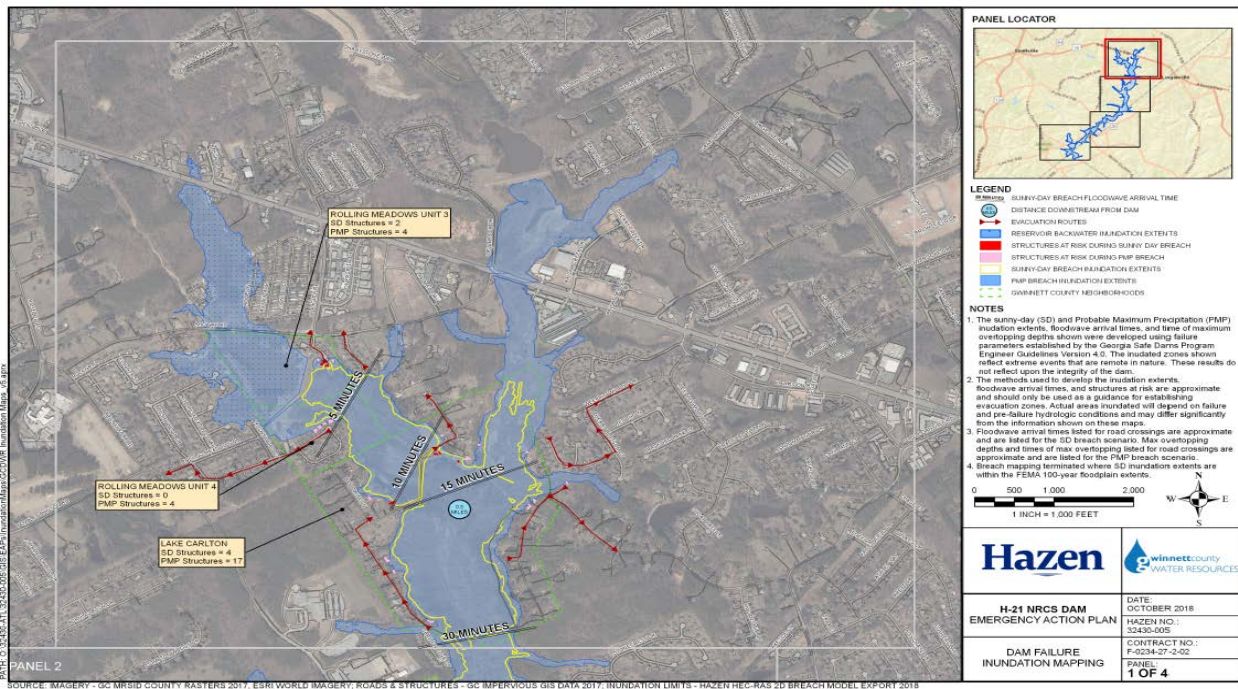 ROLLING MEADOWS UNIT 3
SD Structures = 2
PMP Structures = 4
5 MINUTES
10 MINUTES
15 MINUTES
0.5
MILES
ROLLING MEADOWS UNIT 4
SD Structures = 0
PMP Structures = 4
LAKE CARLTON
SD Structures = 4
PMP Structures = 17
30 MINUTES
PANEL 2
SOURCE: IMAGERY - GC MRSID COUNTY RASTERS 2017, ESRI WORLD IMAGERY; ROADS & STRUCTURES - GC IMPERVIOUS GIS DATA 2017; INUNDATION LIMITS - HAZEN HEC-RAS 2D BREACH MODEL EXPORT 2018
PANEL LOCATOR
LEGEND
30 MINUTES SUNNY-DAY BREACH FLOODWAVE ARRIVAL TIME
DISTANCE DOWNSTREAM FROM DAM
EVACUATION ROUTES
RESERVOIR BACKWATER INUNDATION EXTENTS
STRUCTURES AT RISK DURING SUNNY DAY BREACH
STRUCTURES AT RISK DURING PMP BREACH
SUNNY-DAY BREACH INUNDATION EXTENTS
PMP BREACH INUNDATION EXTENTS
GWINNETT COUNTY NEIGHBORHOODS
NOTES
1. The sunny-day (SD) and Probable Maximum Precipitation (PMP)
inudation extents, floodwave arrival times, and time of maximum
overtopping depths shown were developed using failure
parameters established by the Georgia Safe Dams Program
Engineer Guidelines Version 4.0. The inudated zones shown
reflect extreme events that are remote in nature. These results do
not reflect upon the integrity of the dam.
2. The methods used to develop the inudation extents,
floodwave arrival times, and structures at risk are approximate
and should only be used as a guidance for establishing
evacuation zones. Actual areas inundated will depend on failure
and pre-failure hydrologic conditions and may differ significantly
from the information shown on these maps.
3. Floodwave arrival times listed for road crossings are approximate
and are listed for the SD breach scenario. Max overtopping
depths and times of max overtopping listed for road crossings are
approximate and are listed for the PMP breach scenario.
4. Breach mapping terminated where SD inundation extents are
within the FEMA 100-year floodplain extents.
N
W E
S
0 500 1,000 2,000
1 INCH = 1,000 FEET
Hazen
gwinnettcounty
WATER RESOURCES
H-21 NRCS DAM
EMERGENCY ACTION PLAN
DATE:
OCTOBER 2018
HAZEN NO.:
32430-005
CONTRACT NO.:
F-0234-27-2-02
DAM FAILURE
INUNDATION MAPPING
PANEL:
1 OF 4